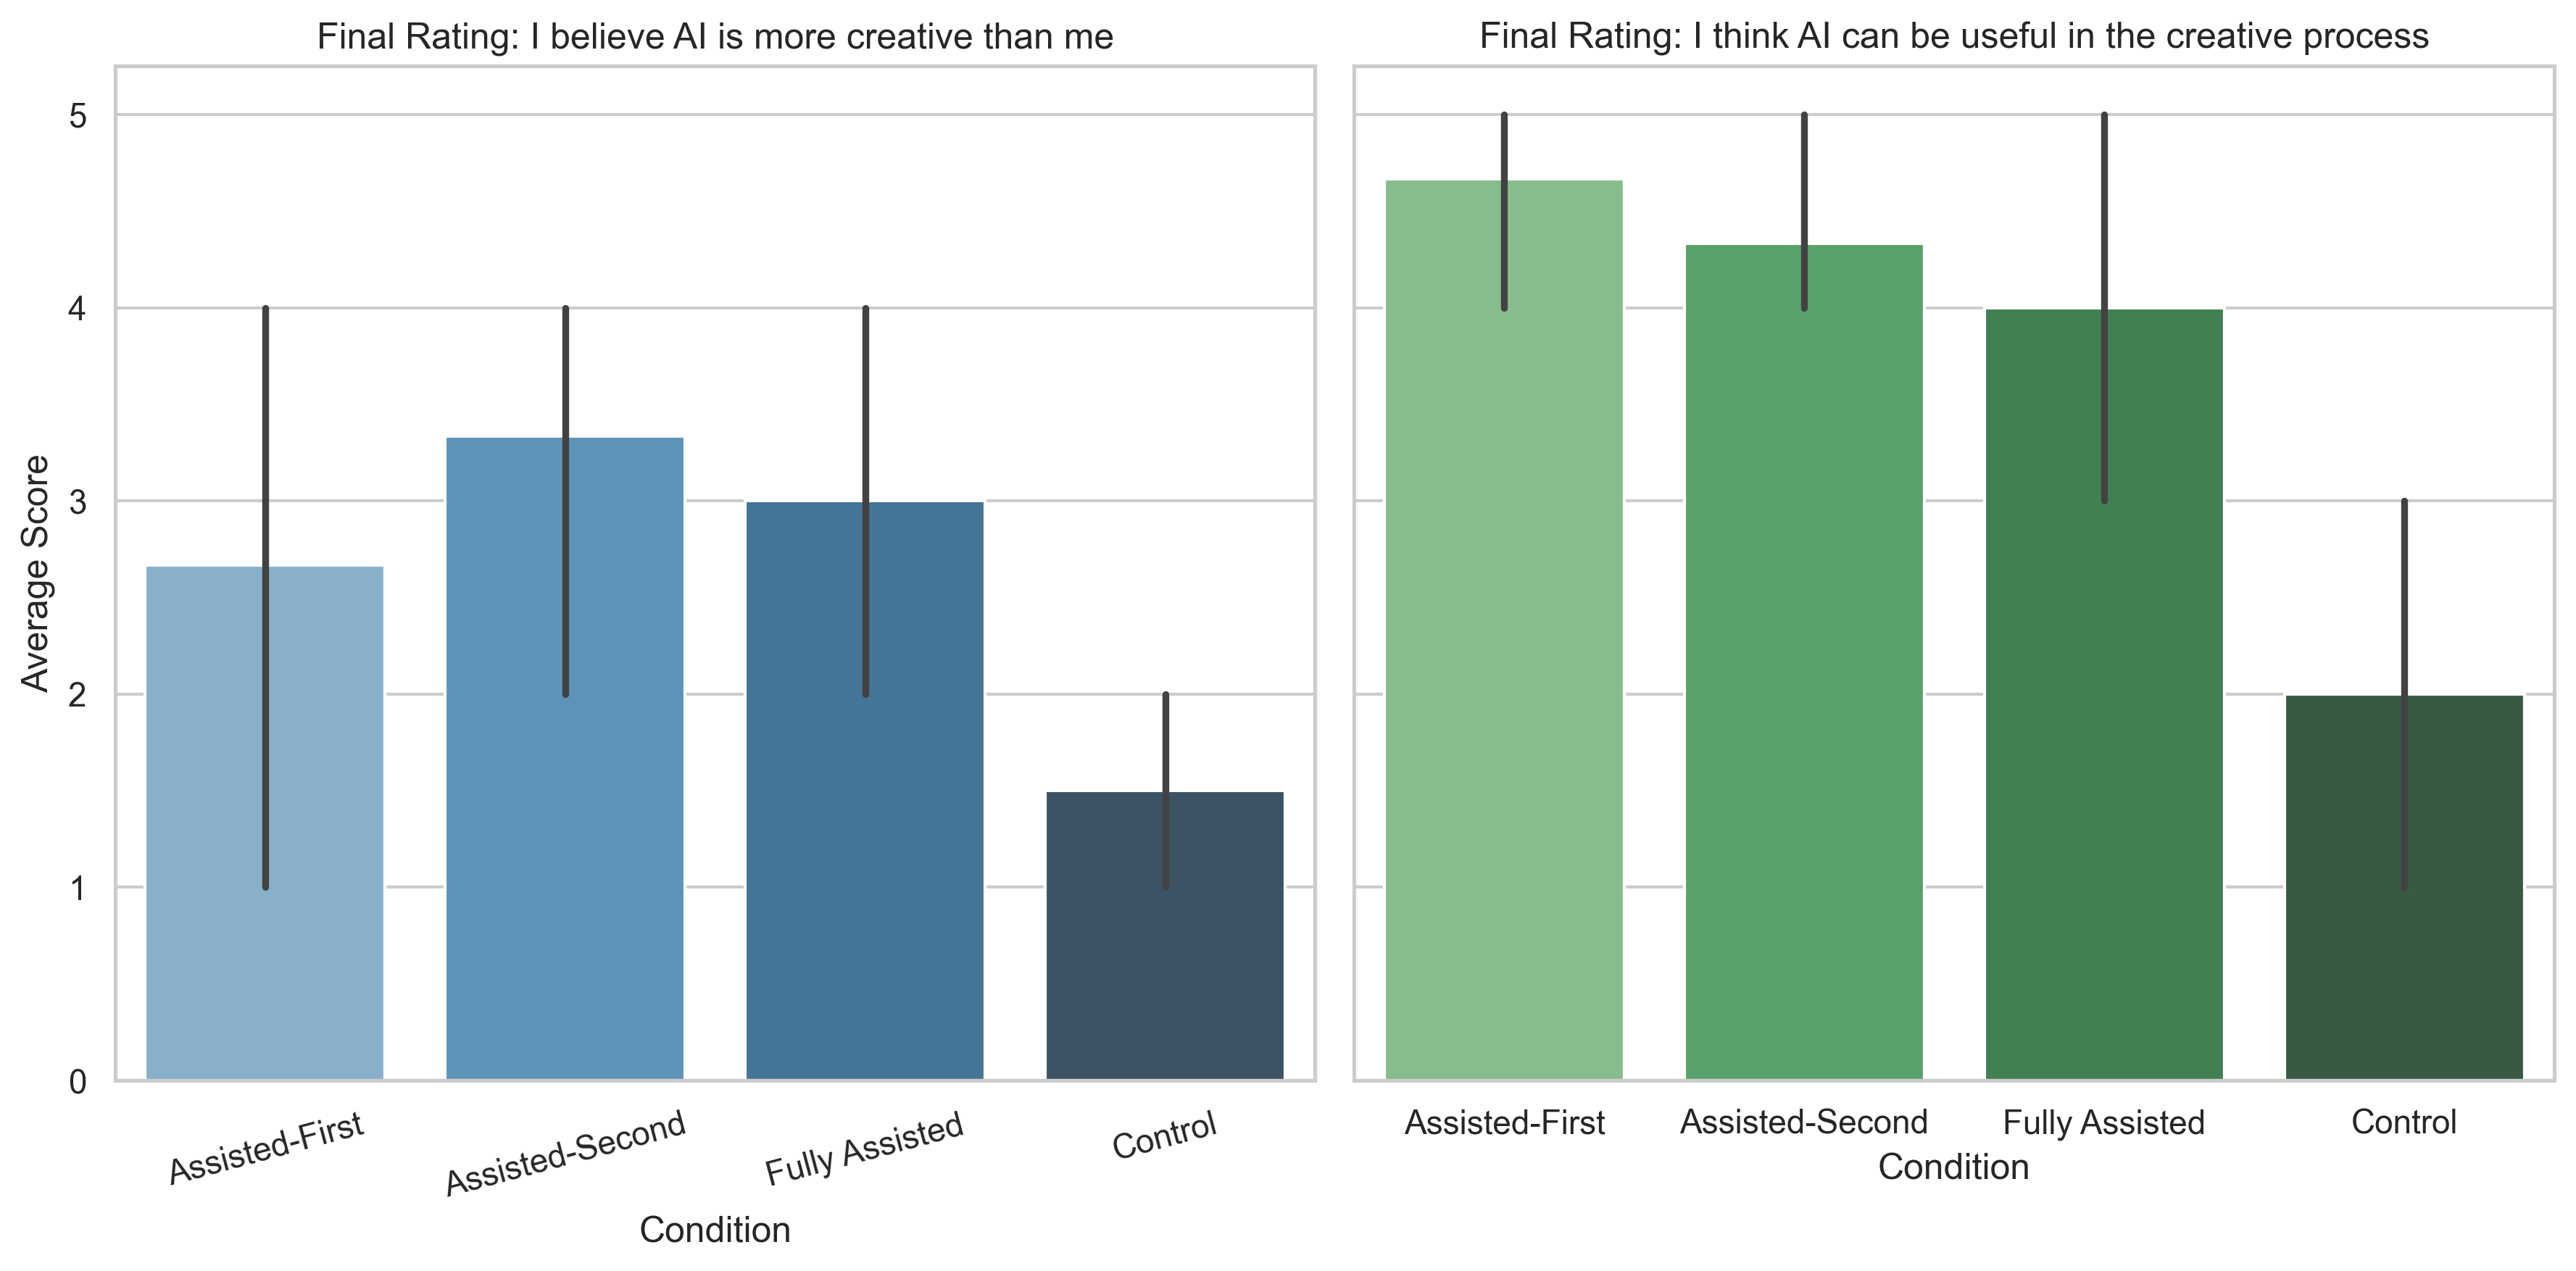 Final Rating: I believe AI is more creative than me
Final Rating: I think AI can be useful in the creative process
Average Score
5
4
3
2
1
0
Assisted-First
Assisted-Second
Fully Assisted
Control
Condition
Assisted-First
Assisted-Second
Fully Assisted
Control
Condition